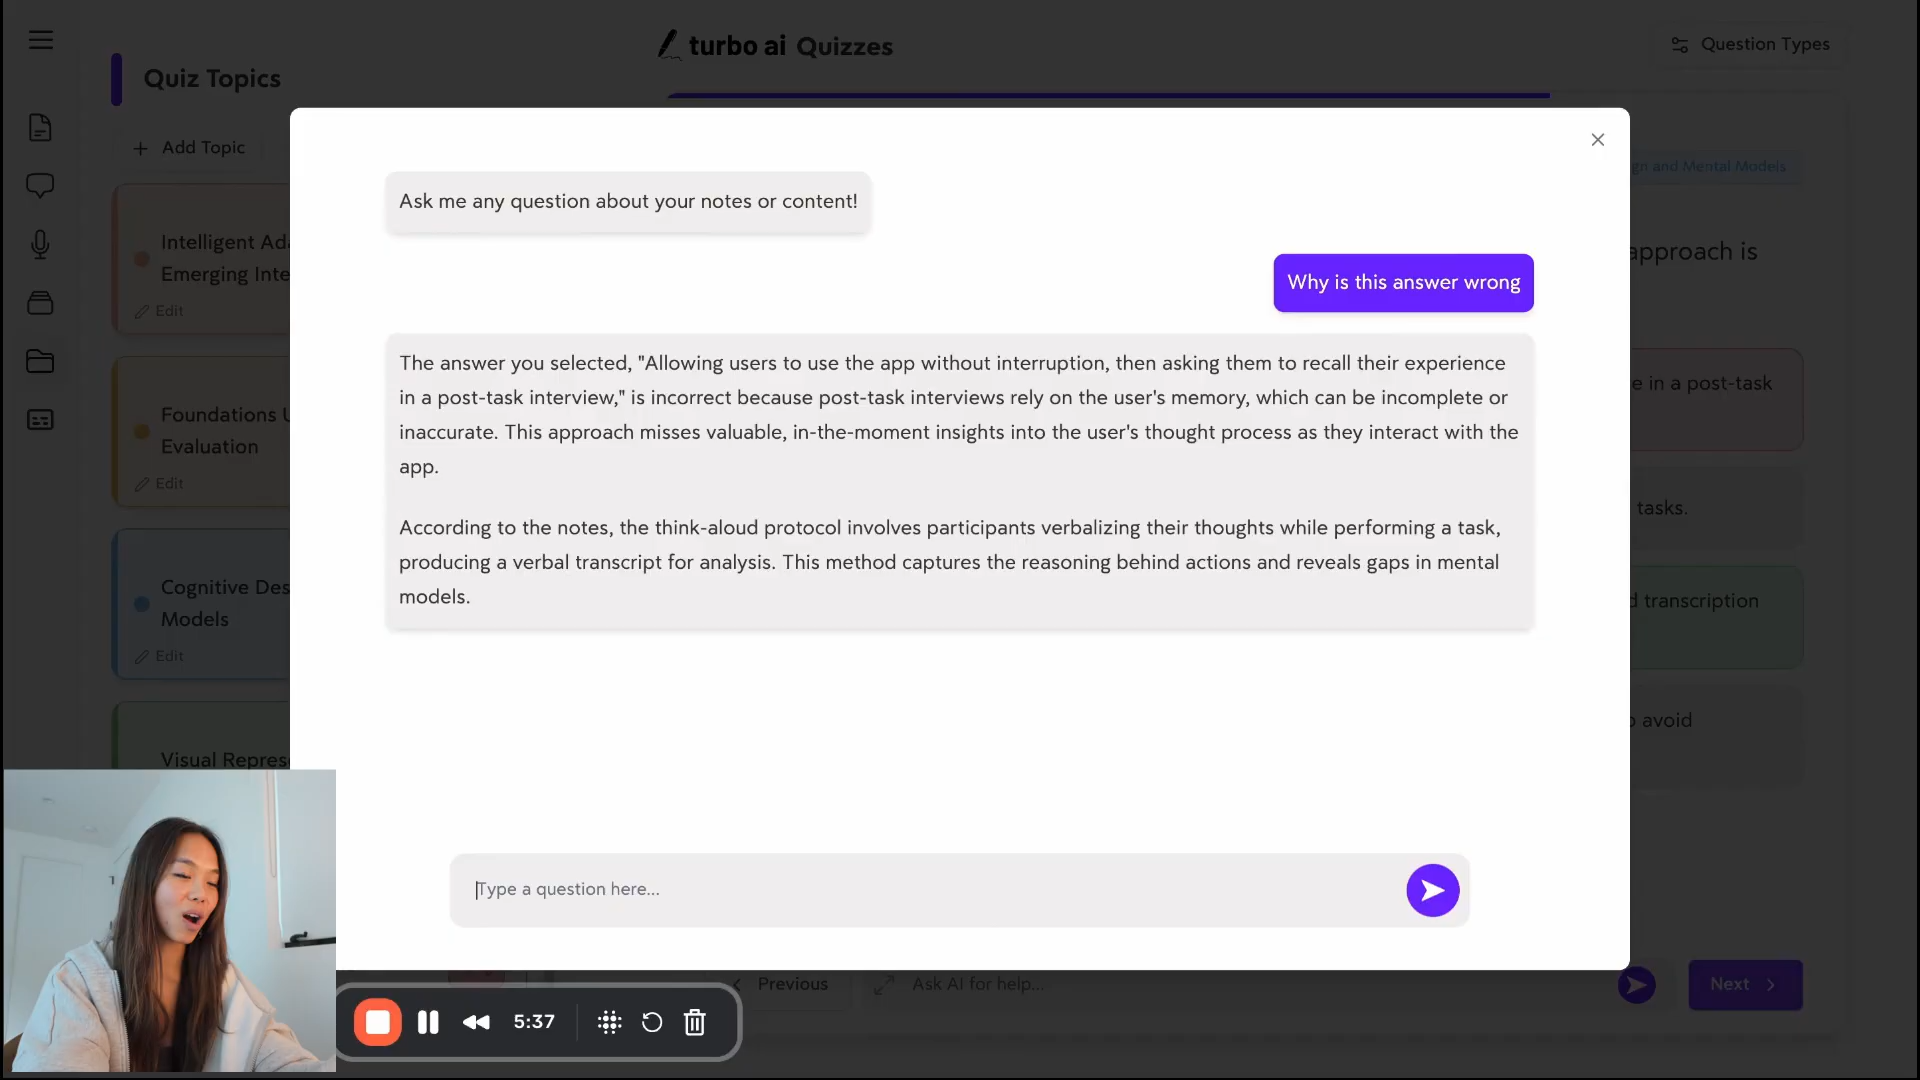 turbo ai Quizzes
Question Types
Quiz Topics
Add Topic
Intelligent Ada
Emerging Inte
Edit
Foundations U
Evaluation
Edit
Cognitive Des
Models
Edit
Visual Represe
Ask me any question about your notes or content!
Why is this answer wrong
The answer you selected, "Allowing users to use the app without interruption, then asking them to recall their experience
in a post-task interview," is incorrect because post-task interviews rely on the user's memory, which can be incomplete or
inaccurate. This approach misses valuable, in-the-moment insights into the user's thought process as they interact with the
app.
According to the notes, the think-aloud protocol involves participants verbalizing their thoughts while performing a task,
producing a verbal transcript for analysis. This method captures the reasoning behind actions and reveals gaps in mental
models.
Type a question here...
gn and Mental Models
approach is
e in a post-task
tasks.
d transcription
o avoid
Previous
Ask AI for help...
Next
5:37